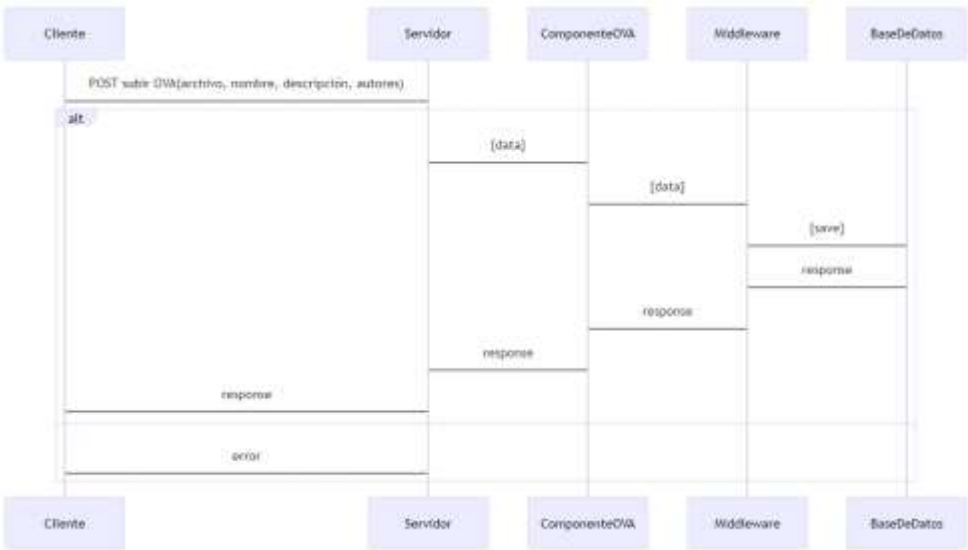 Cliente Servidor ComponenteOVA Middleware BaseDeDatos
POST subir OVA(archivo, nombre, descripción, autores)
alt
[data]
[data]
[save]
response
response
response
response
error
Cliente Servidor ComponenteOVA Middleware BaseDeDatos